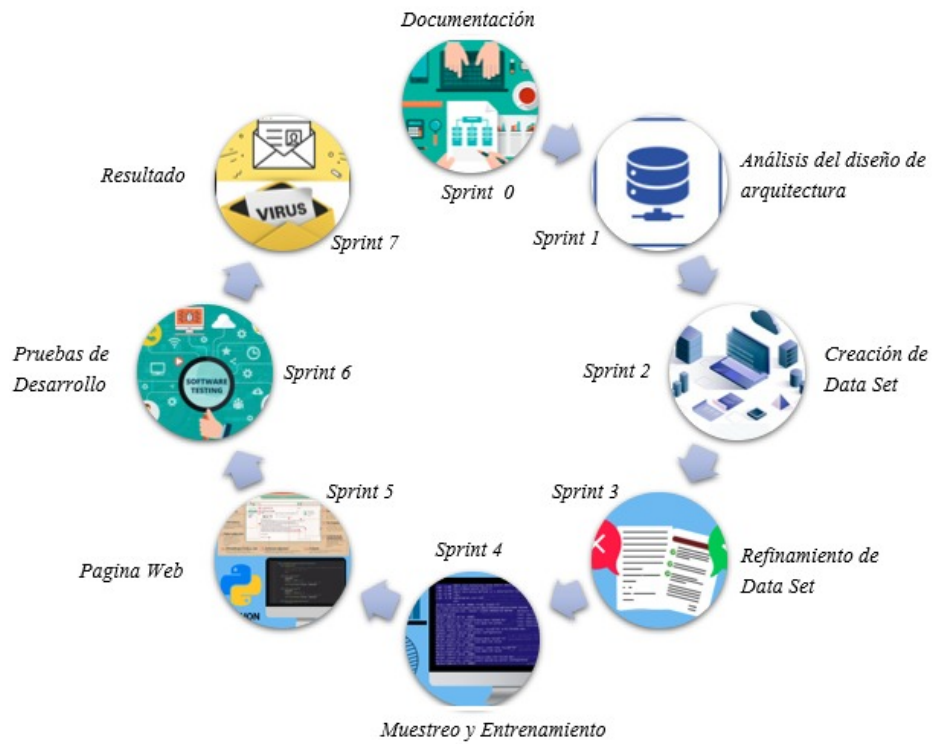 Documentación
Sprint 0
Análisis del diseño de
arquitectura
Sprint 1
Creación de
Data Set
Sprint 2
Refinamiento de
Data Set
Sprint 3
Muestreo y Entrenamiento
Sprint 4
Pagina Web
Sprint 5
Pruebas de
Desarrollo
Sprint 6
SOFTWARE
TESTING
Resultado
Sprint 7
VIRUS